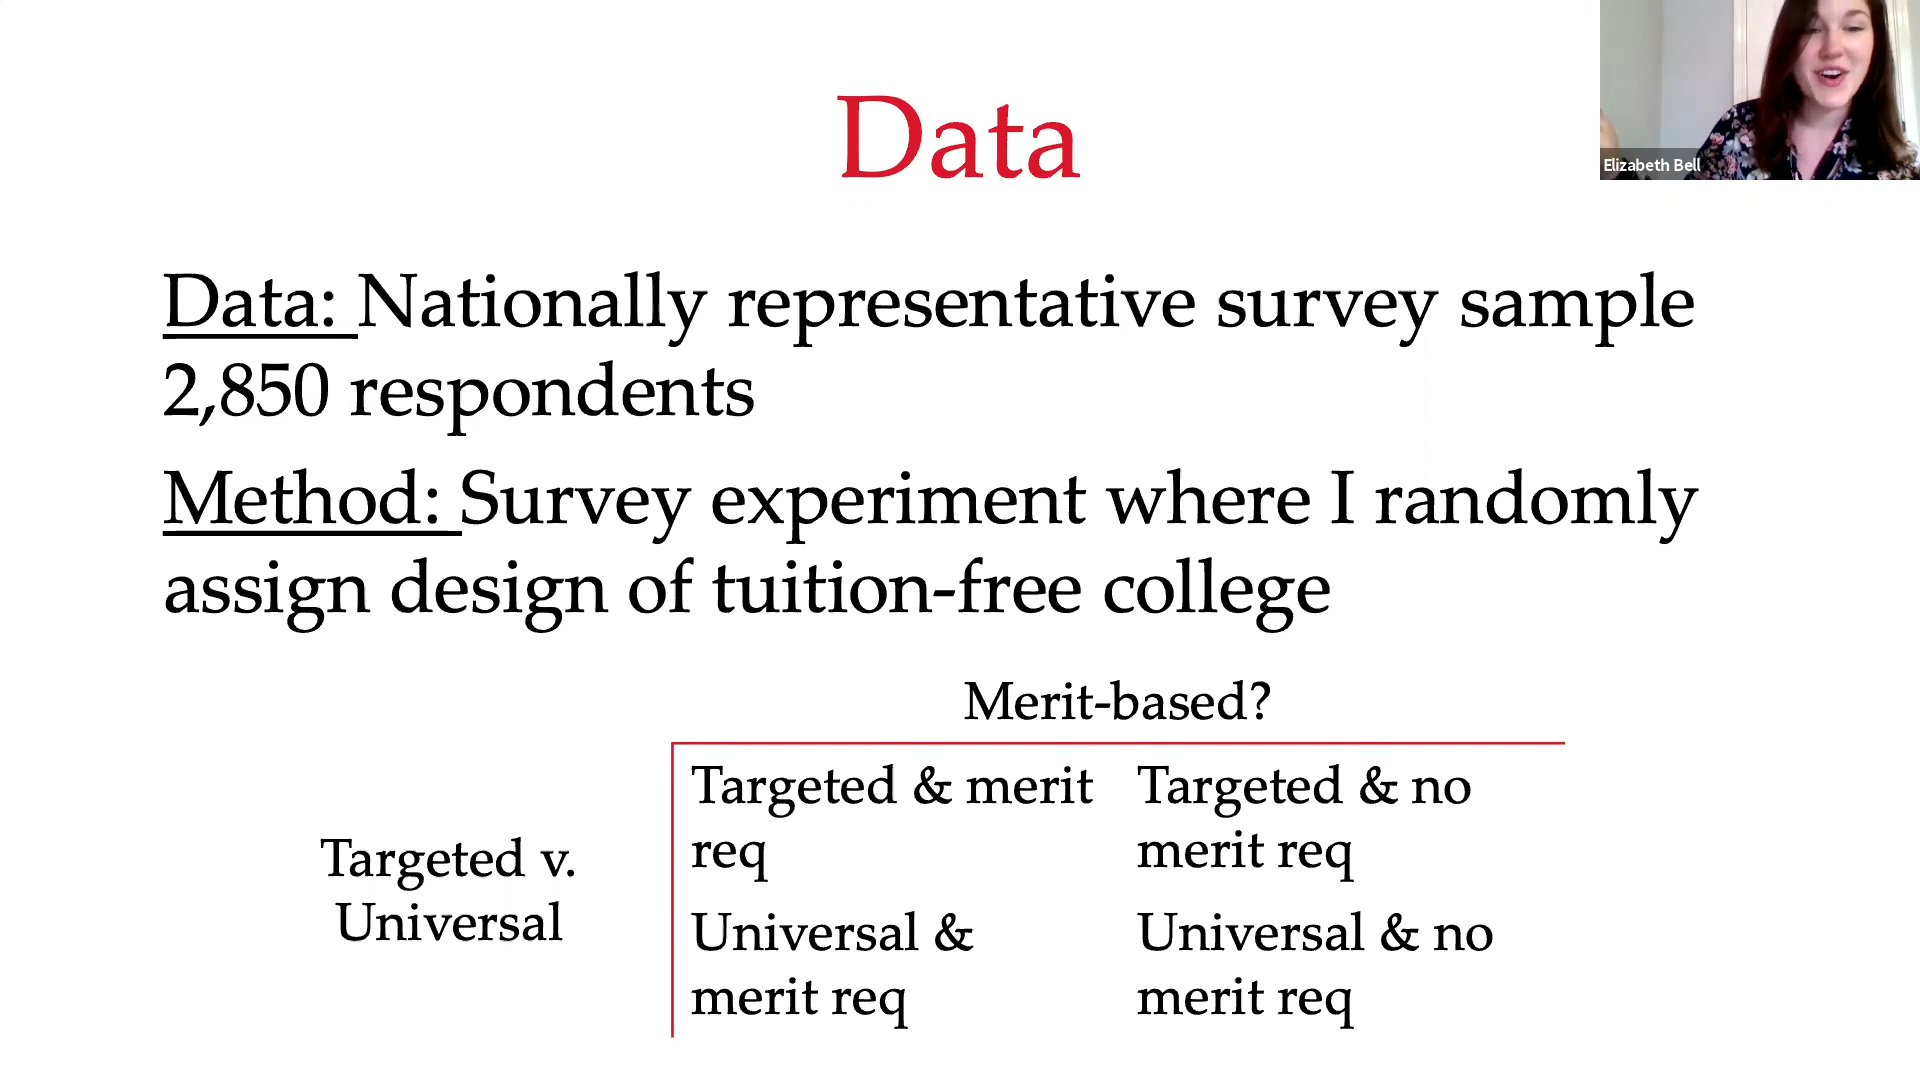 Data
Elizabeth Bell
Data: Nationally representative survey sample
2,850 respondents
Method: Survey experiment where I randomly
assign design of tuition-free college
Merit-based?
Targeted v.
Universal
Targeted & merit
req
Targeted & no
merit req
Universal &
merit req
Universal & no
merit req